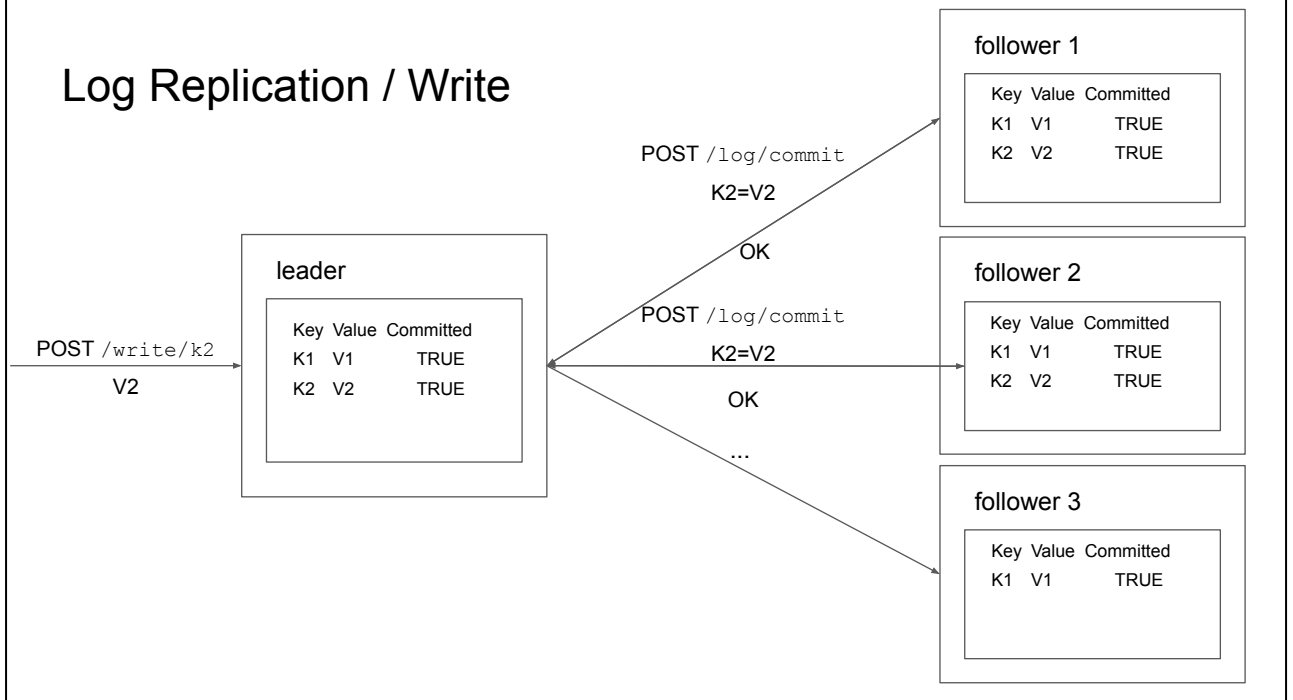 Log Replication / Write
POST /write/k2
V2
leader
Key Value Committed
K1 V1 TRUE
K2 V2 TRUE
POST /log/commit
K2=V2
OK
POST /log/commit
K2=V2
OK
...
follower 1
Key Value Committed
K1 V1 TRUE
K2 V2 TRUE
follower 2
Key Value Committed
K1 V1 TRUE
K2 V2 TRUE
follower 3
Key Value Committed
K1 V1 TRUE